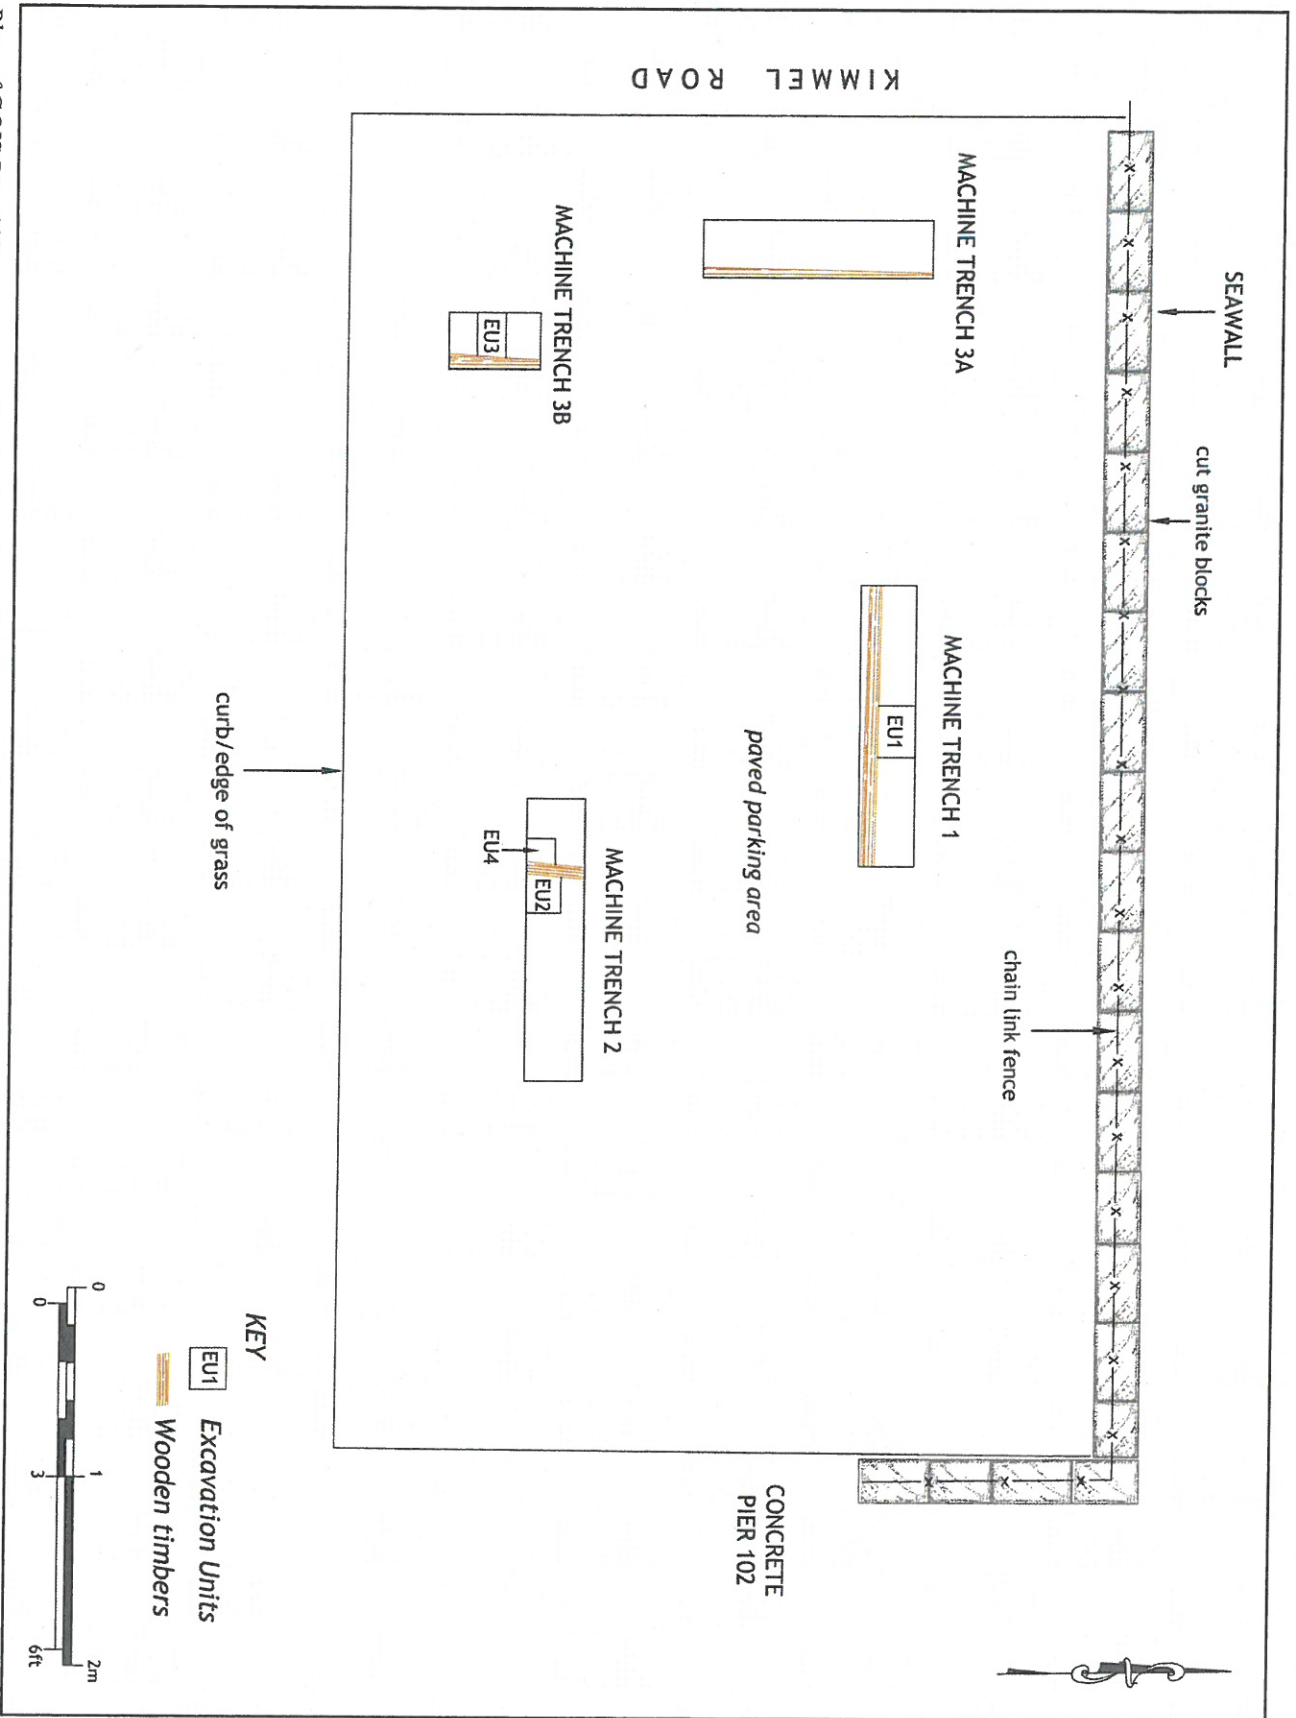 SEAWALL
cut granite blocks
KIMMEL ROAD
MACHINE TRENCH 3A
MACHINE TRENCH 1
EU1
chain link fence
paved parking area
MACHINE TRENCH 3B
EU3
MACHINE TRENCH 2
EU4
EU2
CONCRETE
PIER 102
curb/edge of grass
KEY
EU1 Excavation Units
Wooden timbers
0 1 2m
0 3 6ft